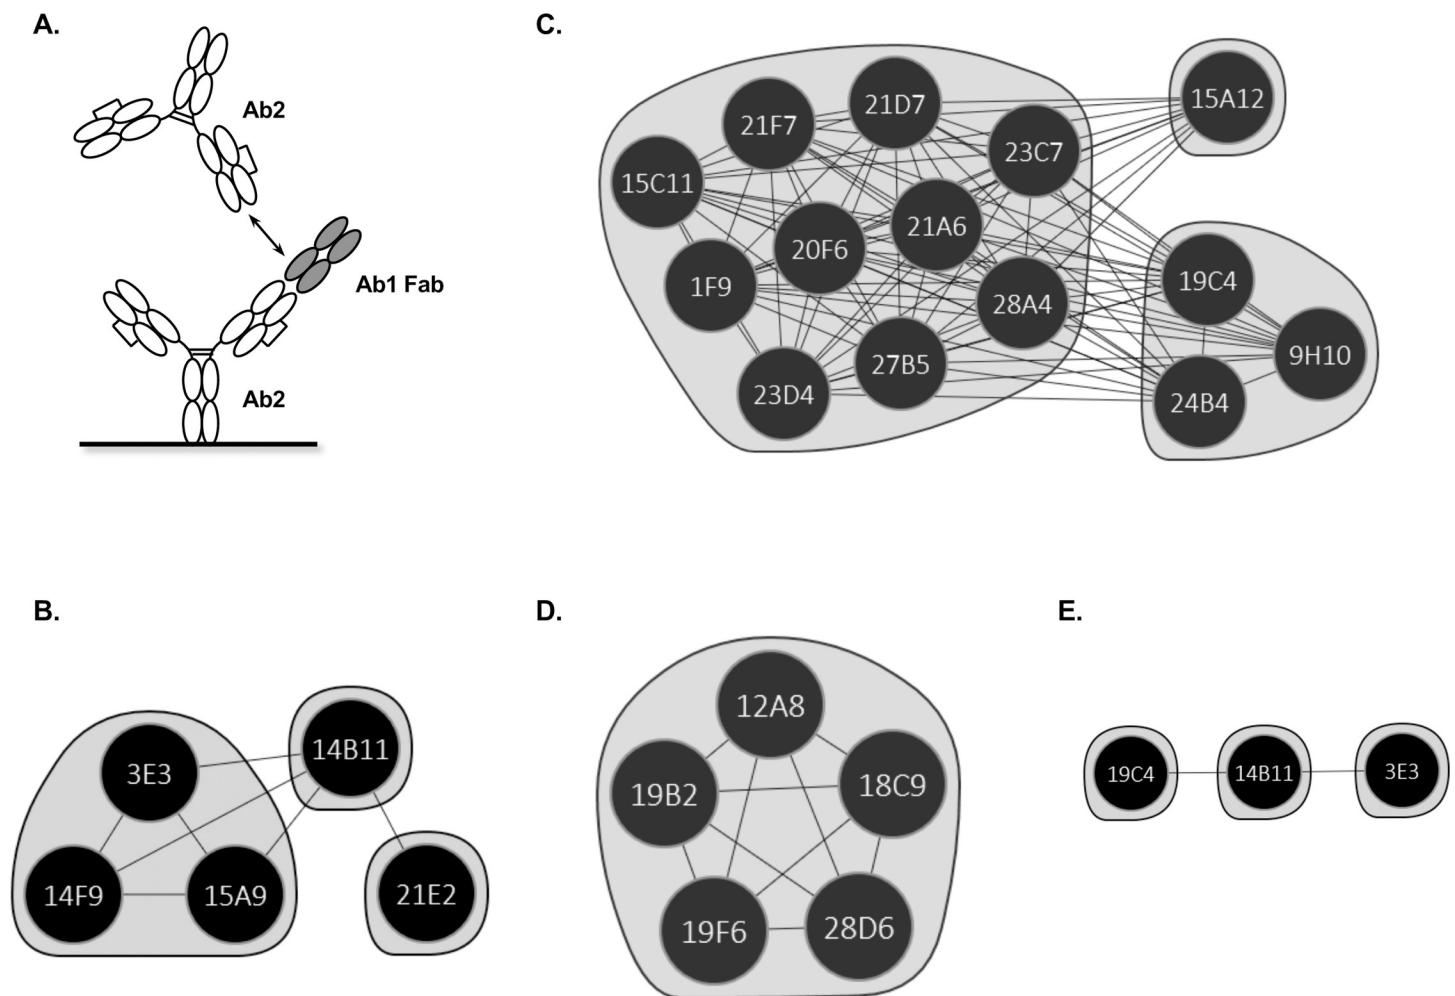 A.
Ab2
Ab1 Fab
Ab2
C.
21F7
21D7
23C7
15A12
15C11
20F6
21A6
19C4
1F9
28A4
9H10
23D4
27B5
24B4
B.
3E3
14B11
14F9
15A9
21E2
D.
12A8
19B2
18C9
19F6
28D6
E.
19C4
14B11
3E3